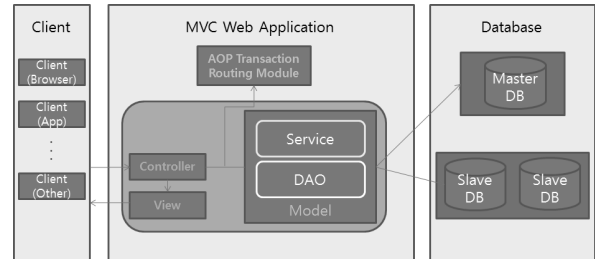 Client
Client
(Browser)
Client
(App)
.
.
.
Client
(Other)
MVC Web Application
AOP Transaction
Routing Module
Controller
View
Service
DAO
Model
Database
Master
DB
Slave
DB
Slave
DB